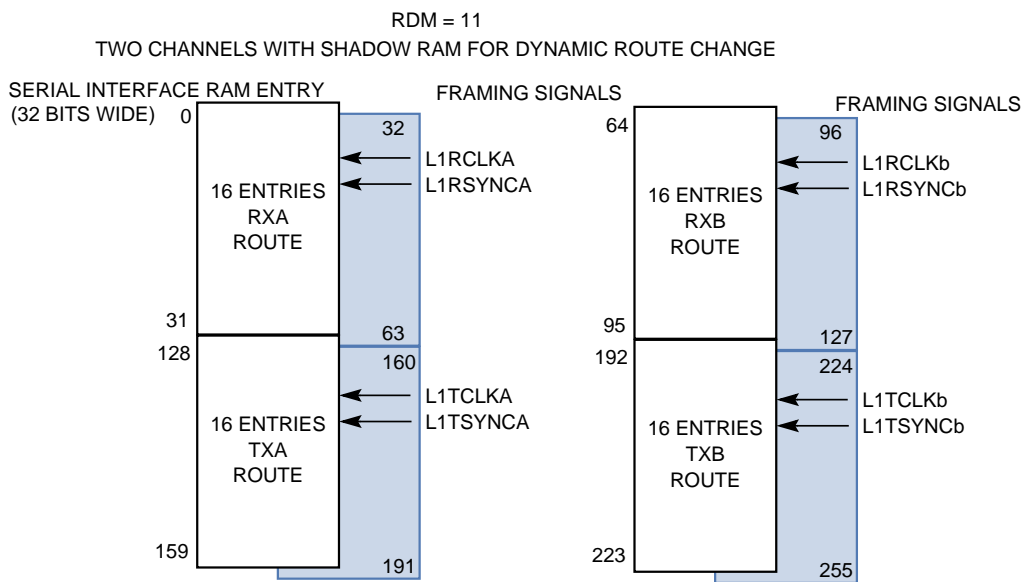 RDM = 11
TWO CHANNELS WITH SHADOW RAM FOR DYNAMIC ROUTE CHANGE
SERIAL INTERFACE RAM ENTRY
(32 BITS WIDE)
FRAMING SIGNALS
0
32
L1RCLKA
L1RSYNCA
16 ENTRIES
RXA
ROUTE
31
63
128
160
L1TCLKA
L1TSYNCA
16 ENTRIES
TXA
ROUTE
159
191
FRAMING SIGNALS
64
96
L1RCLKb
L1RSYNCb
16 ENTRIES
RXB
ROUTE
95
127
192
224
L1TCLKb
L1TSYNCb
16 ENTRIES
TXB
ROUTE
223
255